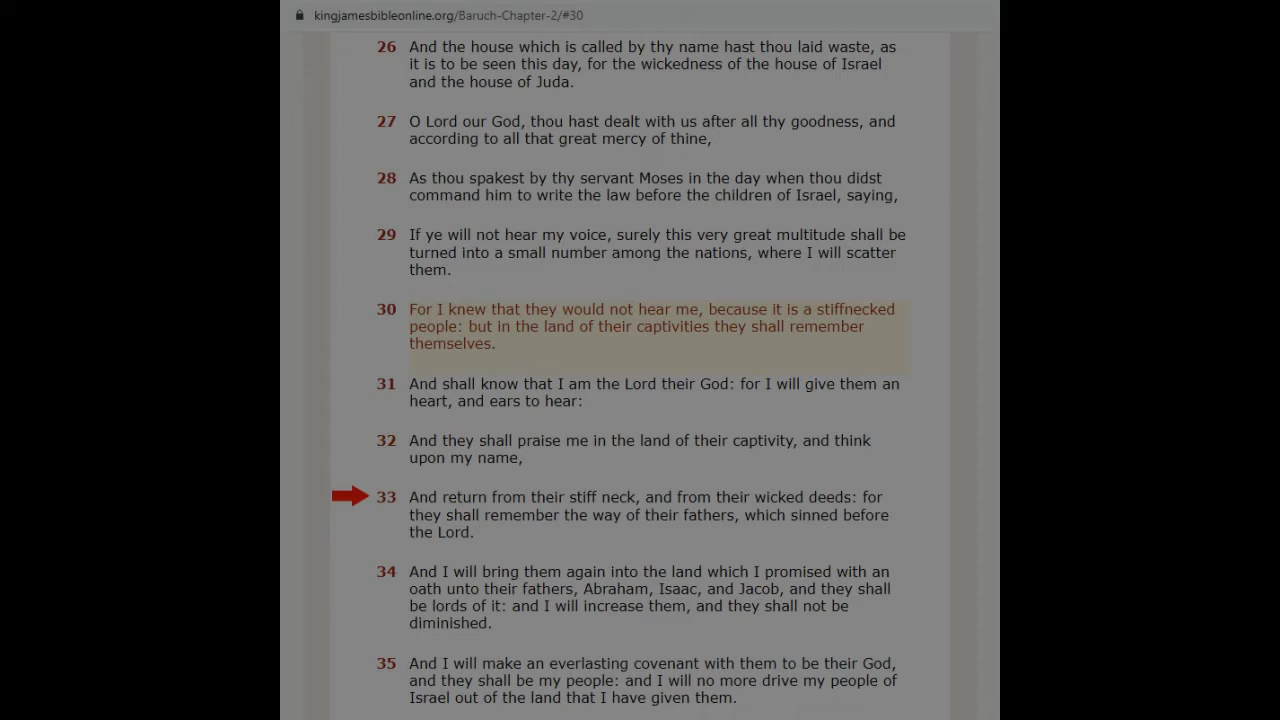 kingjamesbibleonline.org/Baruch-Chapter-2/#30
26 And the house which is called by thy name hast thou laid waste, as
it is to be seen this day, for the wickedness of the house of Israel
and the house of Juda.
27 O Lord our God, thou hast dealt with us after all thy goodness, and
according to all that great mercy of thine,
28 As thou spakest by thy servant Moses in the day when thou didst
command him to write the law before the children of Israel, saying,
29 If ye will not hear my voice, surely this very great multitude shall be
turned into a small number among the nations, where I will scatter
them.
30 For I knew that they would not hear me, because it is a stiffnecked
people: but in the land of their captivities they shall remember
themselves.
31 And shall know that I am the Lord their God: for I will give them an
heart, and ears to hear:
32 And they shall praise me in the land of their captivity, and think
upon my name,
33 And return from their stiff neck, and from their wicked deeds: for
they shall remember the way of their fathers, which sinned before
the Lord.
34 And I will bring them again into the land which I promised with an
oath unto their fathers, Abraham, Isaac, and Jacob, and they shall
be lords of it: and I will increase them, and they shall not be
diminished.
35 And I will make an everlasting covenant with them to be their God,
and they shall be my people: and I will no more drive my people of
Israel out of the land that I have given them.